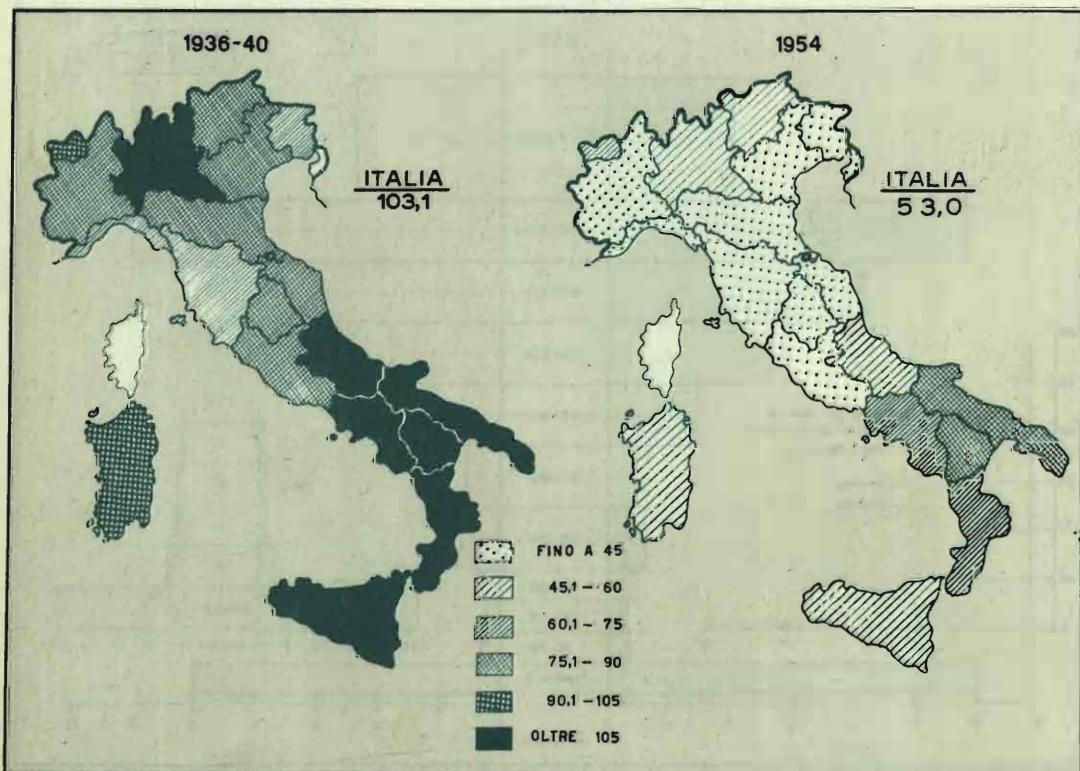 1936-40
ITALIA
103,1
1954
ITALIA
53,0
FINO A 45
45,1 - 60
60,1 - 75
75,1 - 90
90,1 - 105
OLTRE 105